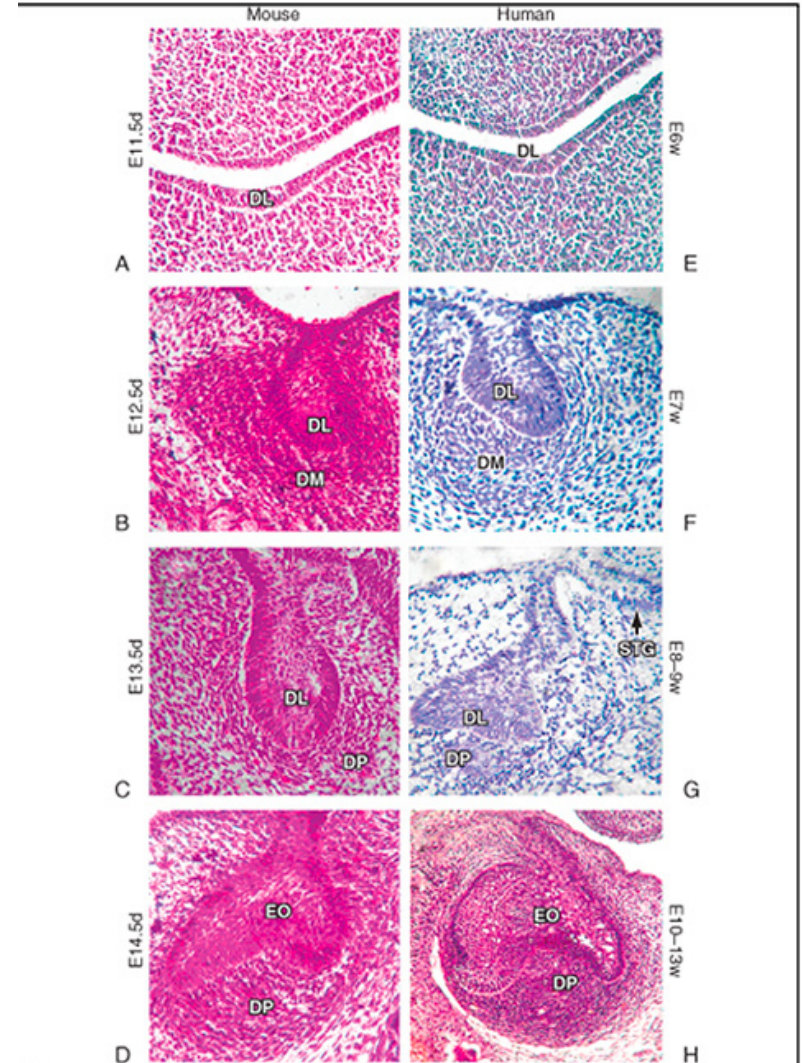 Mouse Human
E11.5d
DL
A
DL
E6w
E
E12.5d
DL
DM
B
DL
DM
E7w
F
E13.5d
DL
DP
C
STG
DL
DP
E8–9w
G
E14.5d
EO
DP
D
EO
DP
E10–13w
H